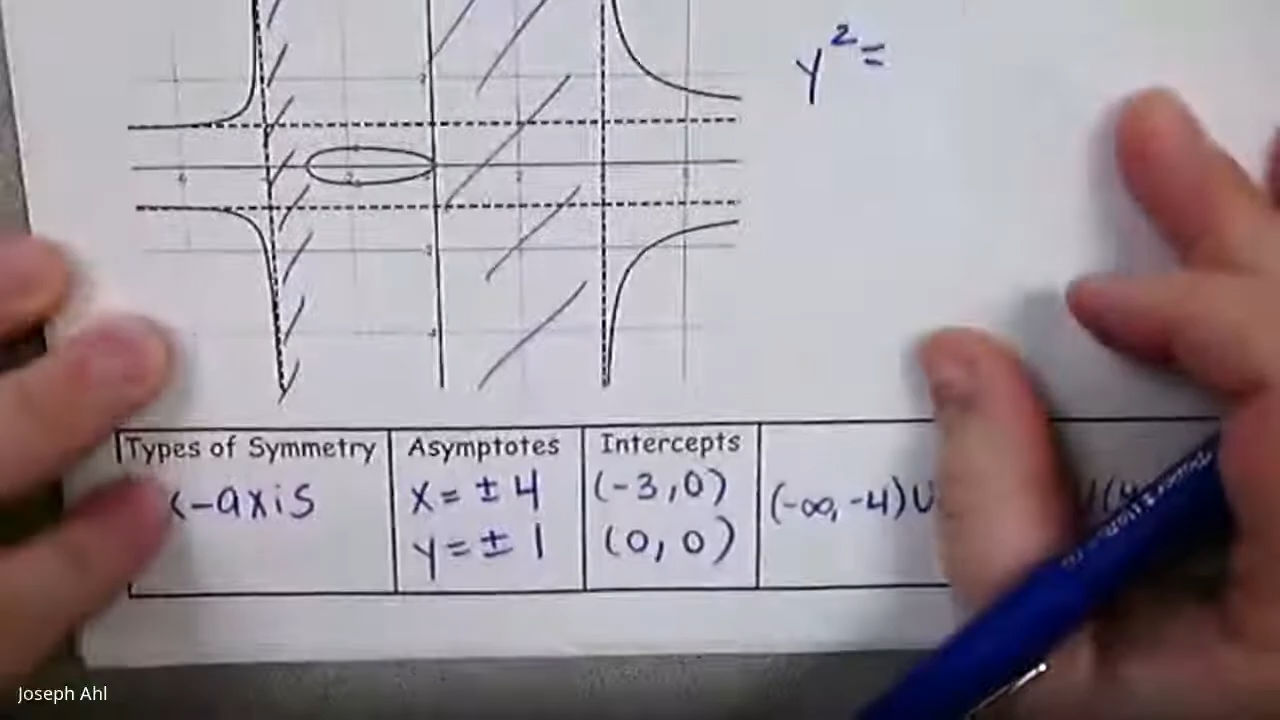 y² =
Types of Symmetry
x-axis
Asymptotes
x = ± 4
y = ± 1
Intercepts
(-3,0)
(0,0)
(-∞,-4)U
Joseph Ahl